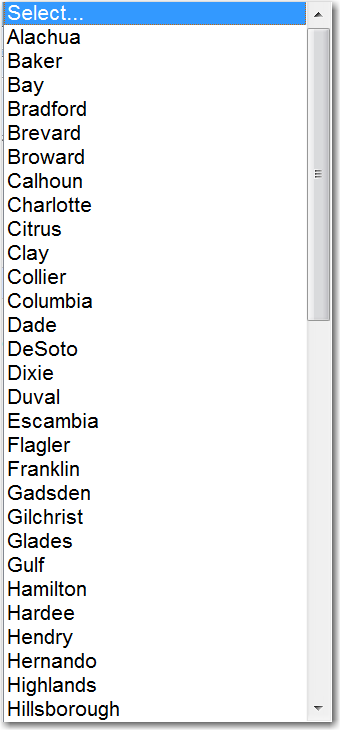 Select...
Alachua
Baker
Bay
Bradford
Brevard
Broward
Calhoun
Charlotte
Citrus
Clay
Collier
Columbia
Dade
DeSoto
Dixie
Duval
Escambia
Flagler
Franklin
Gadsden
Gilchrist
Glades
Gulf
Hamilton
Hardee
Hendry
Hernando
Highlands
Hillsborough